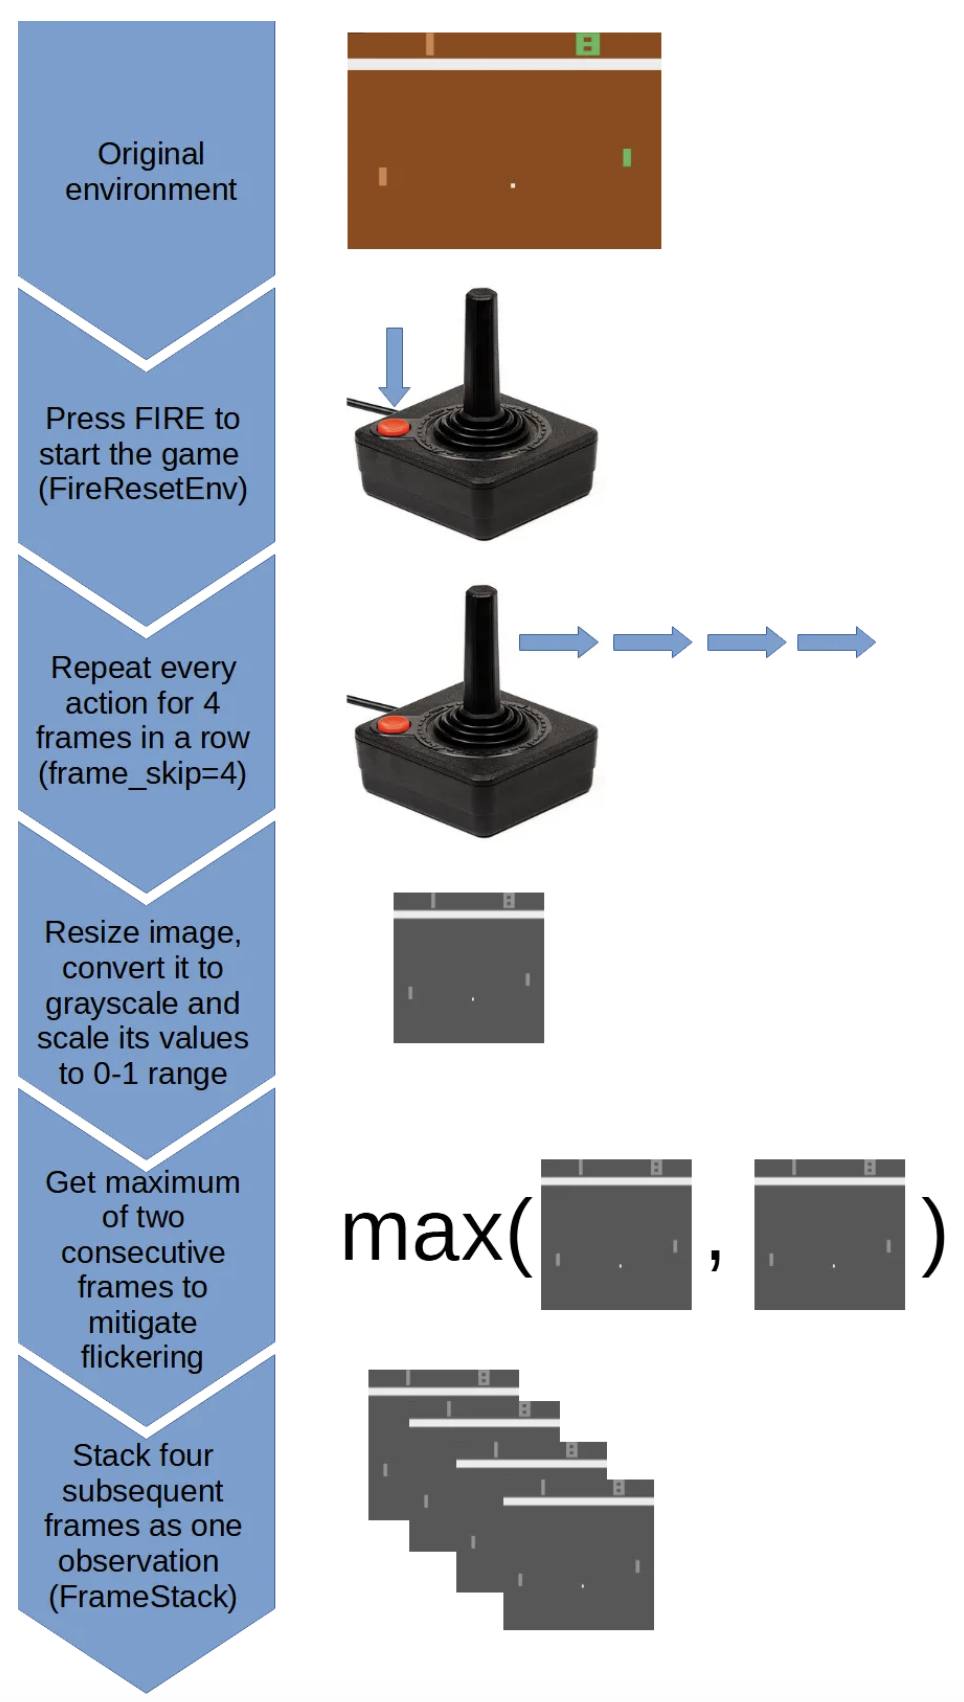 Original
environment
Press FIRE to
start the game
(FireResetEnv)
Repeat every
action for 4
frames in a row
(frame_skip=4)
Resize image,
convert it to
grayscale and
scale its values
to 0-1 range
Get maximum
of two
consecutive
frames to
mitigate
flickering
max( , )
Stack four
subsequent
frames as one
observation
(FrameStack)